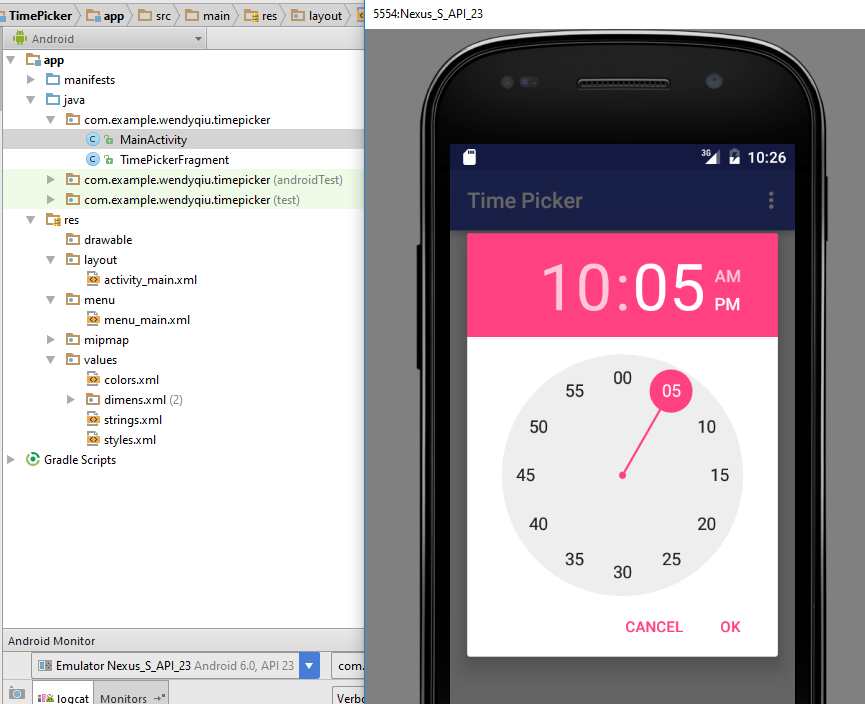 TimePicker app src main res layout
Android
app
manifests
java
com.example.wendyqiu.timepicker
MainActivity
TimePickerFragment
com.example.wendyqiu.timepicker (androidTest)
com.example.wendyqiu.timepicker (test)
res
drawable
layout
activity_main.xml
menu
menu_main.xml
mipmap
values
colors.xml
dimens.xml (2)
strings.xml
styles.xml
Gradle Scripts
Android Monitor
Emulator Nexus_S_API_23 Android 6.0, API 23
com.
logcat Monitors
Verbo
5554:Nexus_S_API_23
3G 10:26
Time Picker
10:05 AM
PM
00
05
10
15
20
25
30
35
40
45
50
55
CANCEL OK